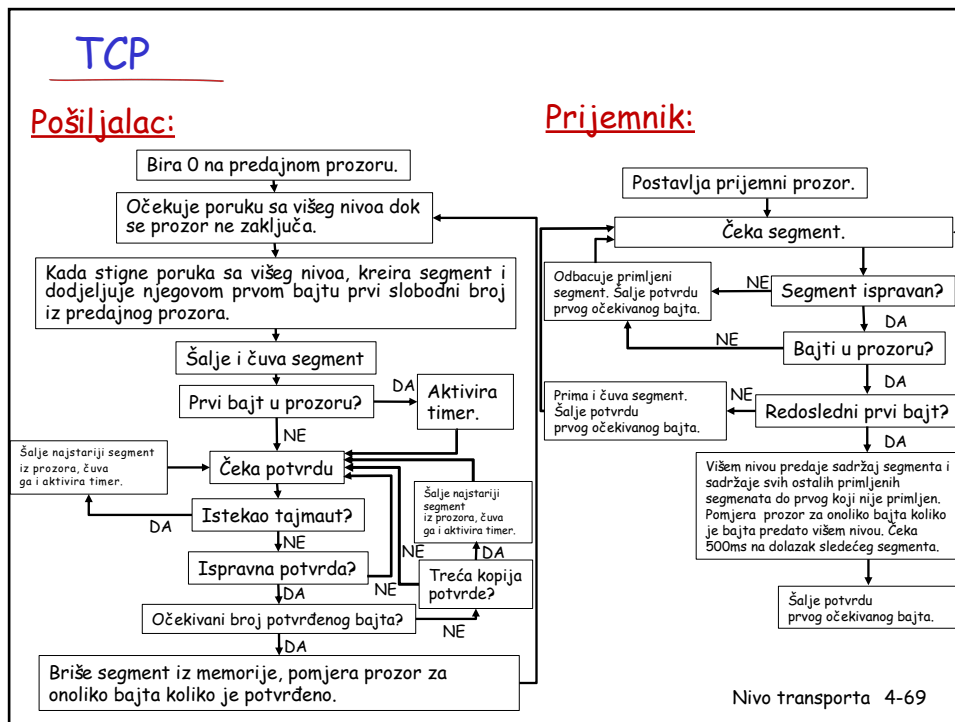 TCP
Pošiljalac:
Bira 0 na predajnom prozoru.
Očekuje poruku sa višeg nivoa dok
se prozor ne zaključa.
Kada stigne poruka sa višeg nivoa, kreira segment i
dodjeljuje njegovom prvom bajtu prvi slobodni broj
iz predajnog prozora.
Šalje i čuva segment
Prvi bajt u prozoru?
DA
Aktivira
timer.
NE
Šalje najstariji segment
iz prozora, čuva
ga i aktivira timer.
Čeka potvrdu
Šalje najstariji
segment
iz prozora, čuva
ga i aktivira timer.
Istekao tajmaut?
DA
NE
NE
DA
Ispravna potvrda?
NE
Treća kopija
potvrde?
DA
Očekivani broj potvrđenog bajta?
NE
DA
Briše segment iz memorije, pomjera prozor za
onoliko bajta koliko je potvrđeno.
Prijemnik:
Postavlja prijemni prozor.
Čeka segment.
Odbacuje primljeni
segment. Šalje potvrdu
prvog očekivanog bajta.
NE
Segment ispravan?
DA
NE
Bajti u prozoru?
DA
Prima i čuva segment.
Šalje potvrdu
prvog očekivanog bajta.
NE
Redosledni prvi bajt?
DA
Višem nivou predaje sadržaj segmenta i
sadržaje svih ostalih primljenih
segmenata do prvog koji nije primljen.
Pomjera prozor za onoliko bajta koliko
je bajta predato višem nivou. Čeka
500ms na dolazak sledećeg segmenta.
Šalje potvrdu
prvog očekivanog bajta.
Nivo transporta 4-69